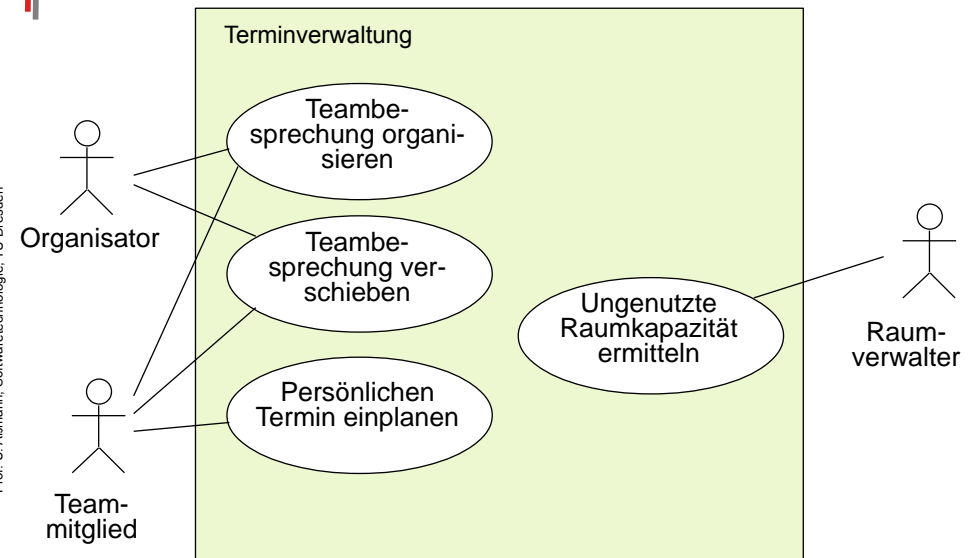 Terminverwaltung
Teambe-
sprechung organi-
sieren
Organisator
Teambe-
sprechung ver-
schieben
Ungenutzte
Raumkapazität
ermitteln
Raum-
verwalter
Persönlichen
Termin einplanen
Team-
mitglied